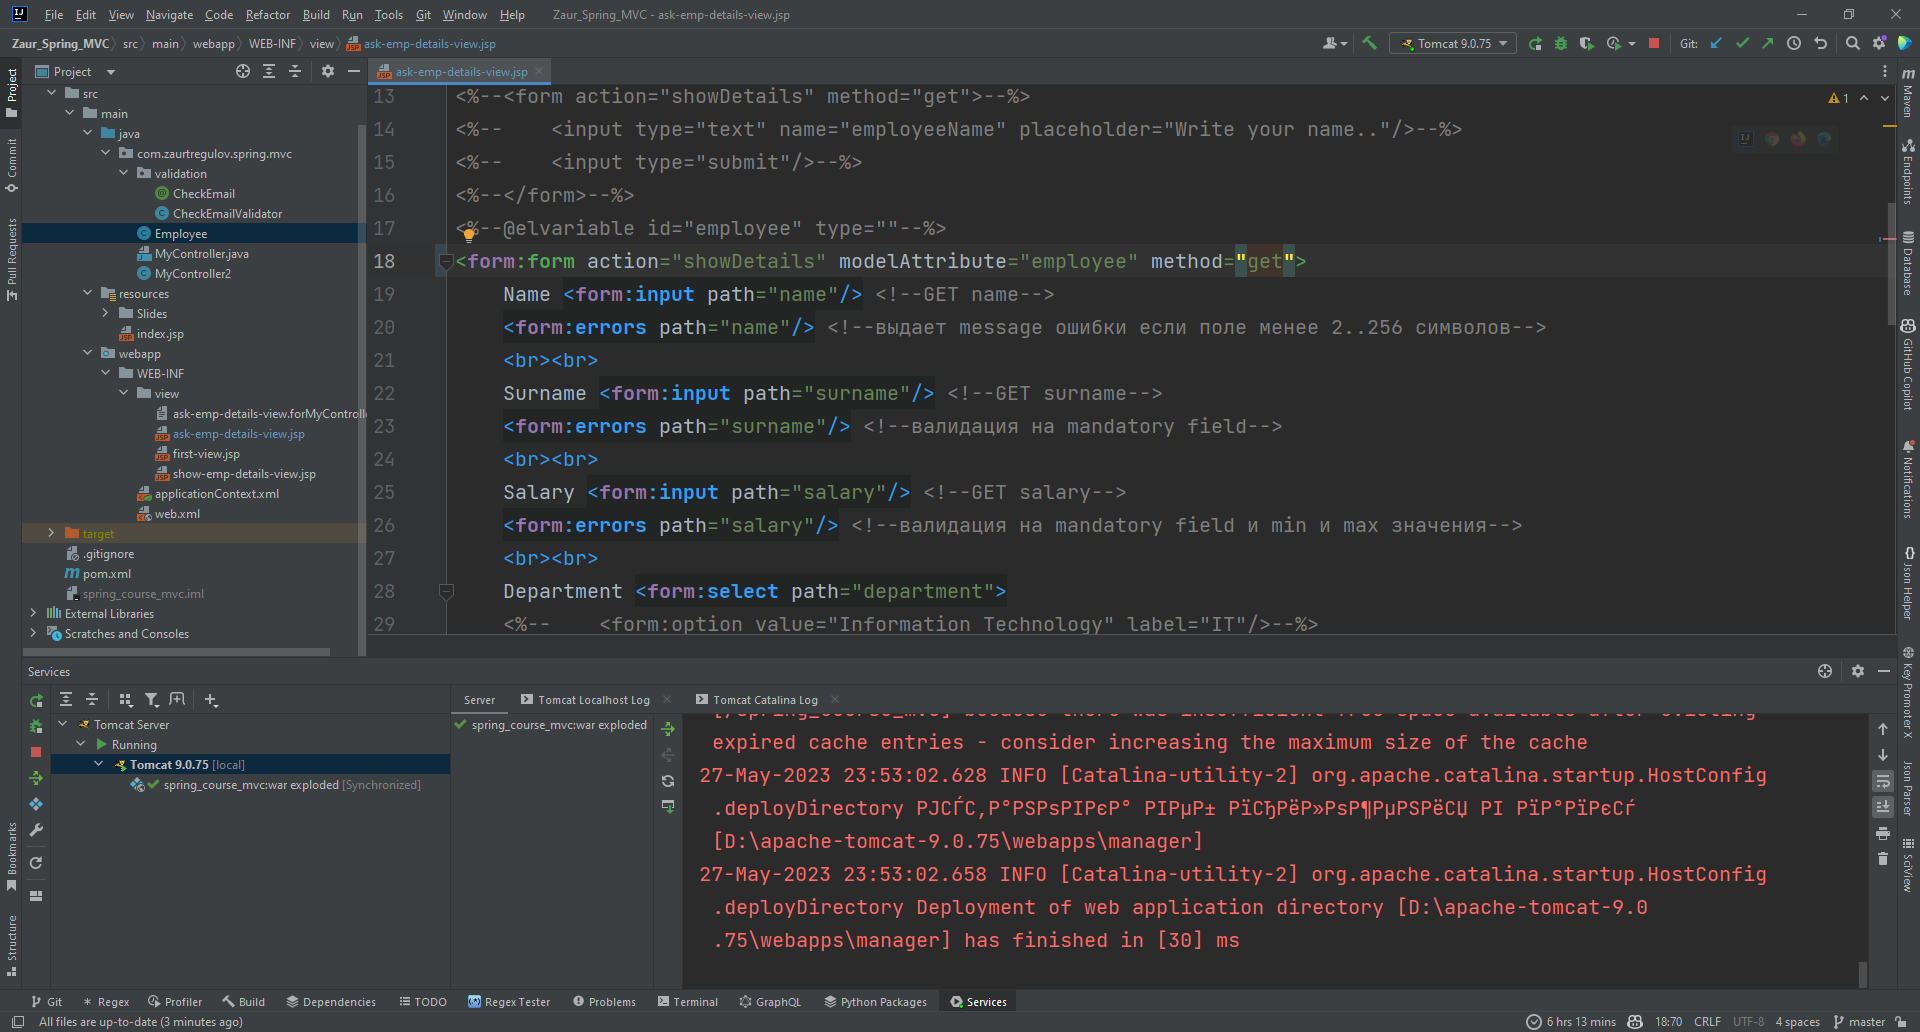 File Edit View Navigate Code Refactor Build Run Tools Git Window Help Zaur_Spring_MVC - ask-emp-details-view.jsp
Zaur_Spring_MVC src main webapp WEB-INF view ask-emp-details-view.jsp
Tomcat 9.0.75
Git:
Project
ask-emp-details-view.jsp
src
main
java
com.zaurtregulov.spring.mvc
validation
CheckEmail
CheckEmailValidator
Employee
MyController.java
MyController2
resources
Slides
index.jsp
webapp
WEB-INF
view
ask-emp-details-view.forMyControlle
ask-emp-details-view.jsp
first-view.jsp
show-emp-details-view.jsp
applicationContext.xml
web.xml
target
.gitignore
pom.xml
spring_course_mvc.iml
External Libraries
Scratches and Consoles
1
13 <%--<form action="showDetails" method="get">--%>
14 <%--    <input type="text" name="employeeName" placeholder="Write your name.."/>--%>
15 <%--    <input type="submit"/>--%>
16 <%--</form>--%>
17 <%--@elvariable id="employee" type=""--%>
18 <form:form action="showDetails" modelAttribute="employee" method="get">
19 Name <form:input path="name"/> <!--GET name-->
20 <form:errors path="name"/> <!--выдает message ошибки если поле менее 2..256 символов-->
21 <br><br>
22 Surname <form:input path="surname"/> <!--GET surname-->
23 <form:errors path="surname"/> <!--валидация на mandatory field-->
24 <br><br>
25 Salary <form:input path="salary"/> <!--GET salary-->
26 <form:errors path="salary"/> <!--валидация на mandatory field и min и max значения-->
27 <br><br>
28 Department <form:select path="department">
29 <%--    <form:option value="Information Technology" label="IT"/>--%>
Project
Commit
Pull Requests
Bookmarks
Structure
Maven
Endpoints
Database
GitHub Copilot
Notifications
Json Helper
Key Promoter X
Json Parser
SciView
Services
Tomcat Server
Running
Tomcat 9.0.75 [local]
spring_course_mvc:war exploded [Synchronized]
Server Tomcat Localhost Log Tomcat Catalina Log
spring_course_mvc:war exploded
[/spring_course_mvc] because there was insufficient free space available after evicting
expired cache entries - consider increasing the maximum size of the cache
27-May-2023 23:53:02.628 INFO [Catalina-utility-2] org.apache.catalina.startup.HostConfig
.deployDirectory
[D:\apache-tomcat-9.0.75\webapps\manager]
27-May-2023 23:53:02.658 INFO [Catalina-utility-2] org.apache.catalina.startup.HostConfig
.deployDirectory Deployment of web application directory [D:\apache-tomcat-9.0
.75\webapps\manager] has finished in [30] ms
Git Regex Profiler Build Dependencies TODO Regex Tester Problems Terminal GraphQL Python Packages Services
All files are up-to-date (3 minutes ago)
6 hrs 13 mins 18:70 CRLF UTF-8 4 spaces master